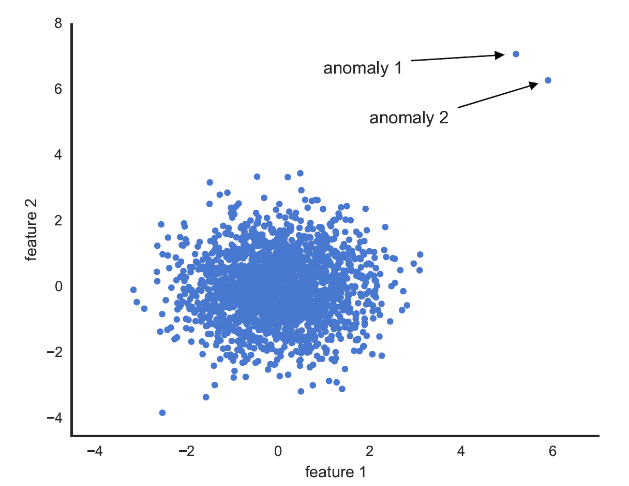 8
anomaly 1
6
anomaly 2
4
2
feature 2
0
−2
−4
−4 −2 0 2 4 6
feature 1